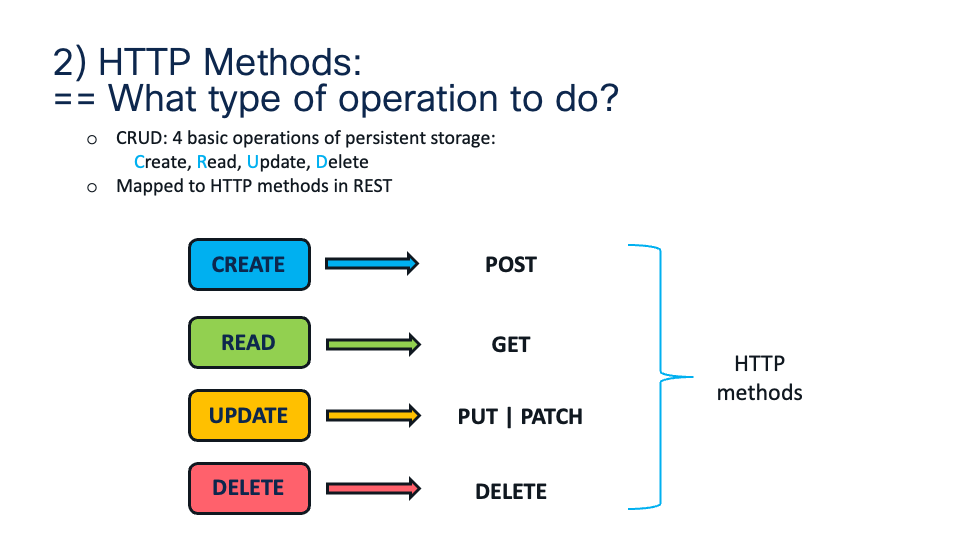 2) HTTP Methods:
== What type of operation to do?
o CRUD: 4 basic operations of persistent storage:
Create, Read, Update, Delete
o Mapped to HTTP methods in REST
CREATE
POST
READ
GET
UPDATE
PUT | PATCH
DELETE
DELETE
HTTP
methods